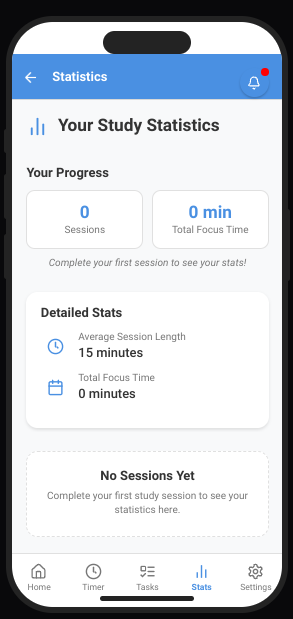 Statistics
Your Study Statistics
Your Progress
0
Sessions
0 min
Total Focus Time
Complete your first session to see your stats!
Detailed Stats
Average Session Length
15 minutes
Total Focus Time
0 minutes
No Sessions Yet
Complete your first study session to see your
statistics here.
Home
Timer
Tasks
Stats
Settings